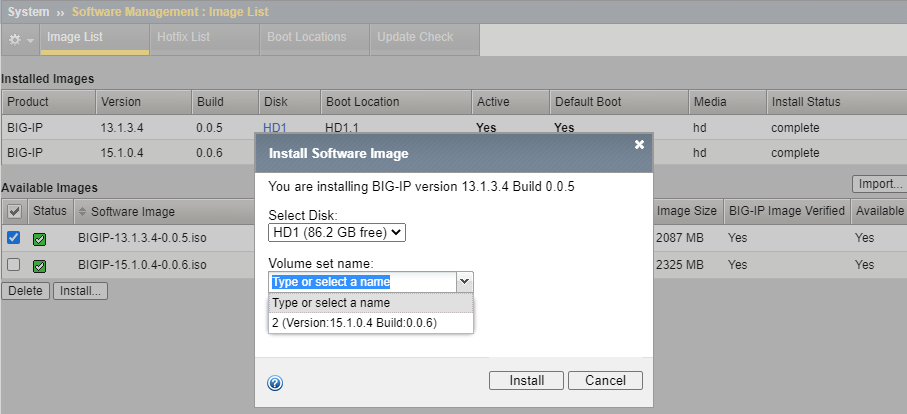 System ›› Software Management : Image List
Image List Hotfix List Boot Locations Update Check
Installed Images
Product Version Build Disk Boot Location Active Default Boot Media Install Status
BIG-IP 13.1.3.4 0.0.5 HD1 HD1.1 Yes Yes hd complete
BIG-IP 15.1.0.4 0.0.6 hd complete
Install Software Image
You are installing BIG-IP version 13.1.3.4 Build 0.0.5
Select Disk:
HD1 (86.2 GB free)
Volume set name:
Type or select a name
Type or select a name
2 (Version:15.1.0.4 Build:0.0.6)
Install Cancel
Available Images Import...
Status Software Image Image Size BIG-IP Image Verified Available
BIGIP-13.1.3.4-0.0.5.iso 2087 MB Yes Yes
BIGIP-15.1.0.4-0.0.6.iso 2325 MB Yes Yes
Delete Install...